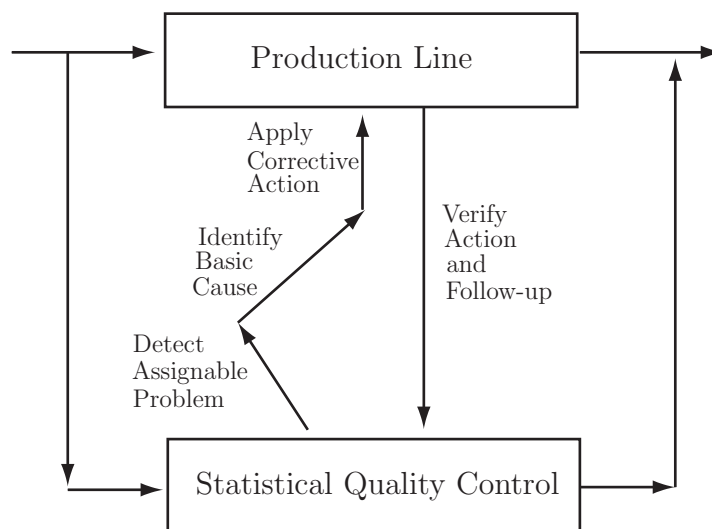 Production Line
Apply
Corrective
Action
Identify
Basic
Cause
Verify
Action
and
Follow-up
Detect
Assignable
Problem
Statistical Quality Control